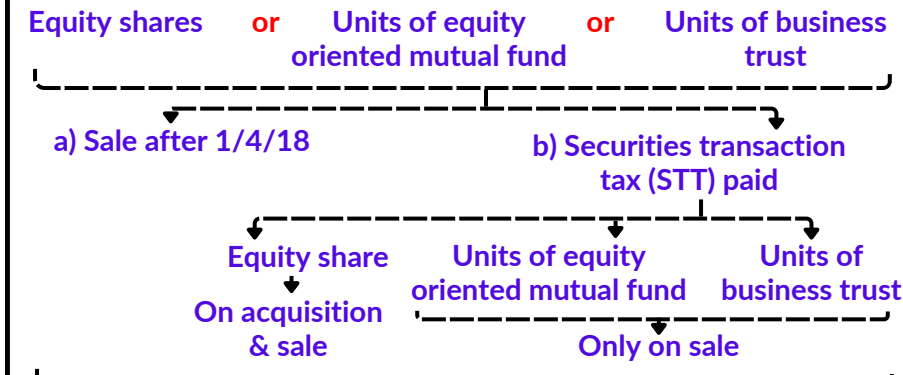 Equity shares or Units of equity or Units of business
oriented mutual fund trust
a) Sale after 1/4/18
b) Securities transaction
tax (STT) paid
Equity share
On acquisition
& sale
Units of equity
oriented mutual fund
Units of
business trust
Only on sale